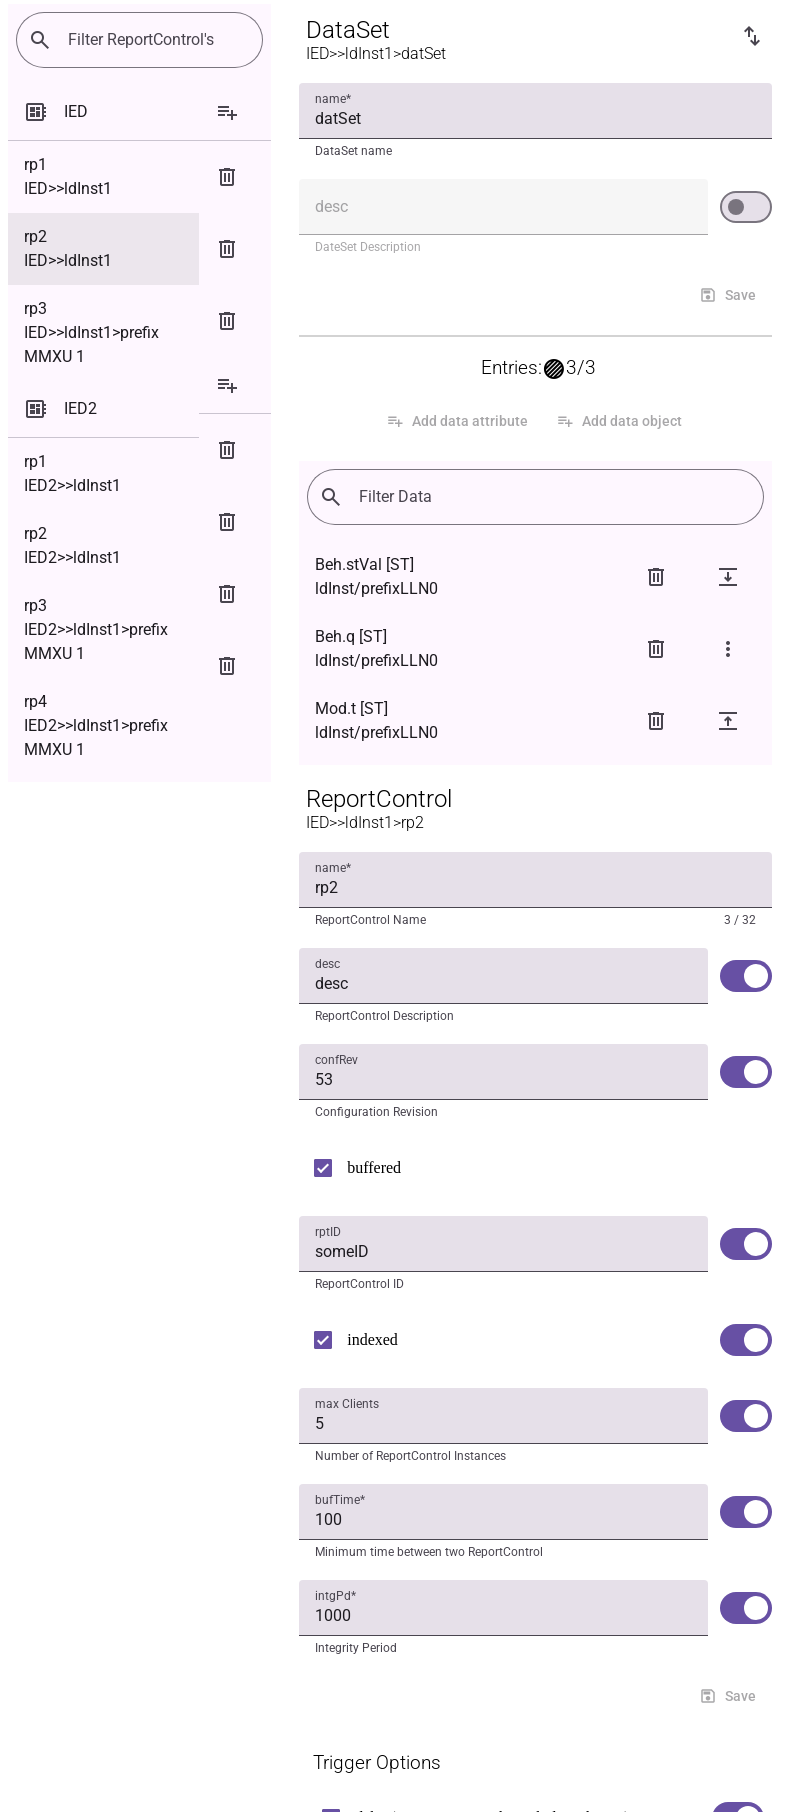 Filter ReportControl's
IED
rp1
IED>>ldInst1
rp2
IED>>ldInst1
rp3
IED>>ldInst1>prefix
MMXU 1
IED2
rp1
IED2>>ldInst1
rp2
IED2>>ldInst1
rp3
IED2>>ldInst1>prefix
MMXU 1
rp4
IED2>>ldInst1>prefix
MMXU 1
DataSet
IED>>ldInst1>datSet
name*
datSet
DataSet name
desc
DateSet Description
Save
Entries: 3/3
Add data attribute Add data object
Filter Data
Beh.stVal [ST]
ldInst/prefixLLN0
Beh.q [ST]
ldInst/prefixLLN0
Mod.t [ST]
ldInst/prefixLLN0
ReportControl
IED>>ldInst1>rp2
name*
rp2
ReportControl Name 3 / 32
desc
desc
ReportControl Description
confRev
53
Configuration Revision
buffered
rptID
someID
ReportControl ID
indexed
max Clients
5
Number of ReportControl Instances
bufTime*
100
Minimum time between two ReportControl
intgPd*
1000
Integrity Period
Save
Trigger Options